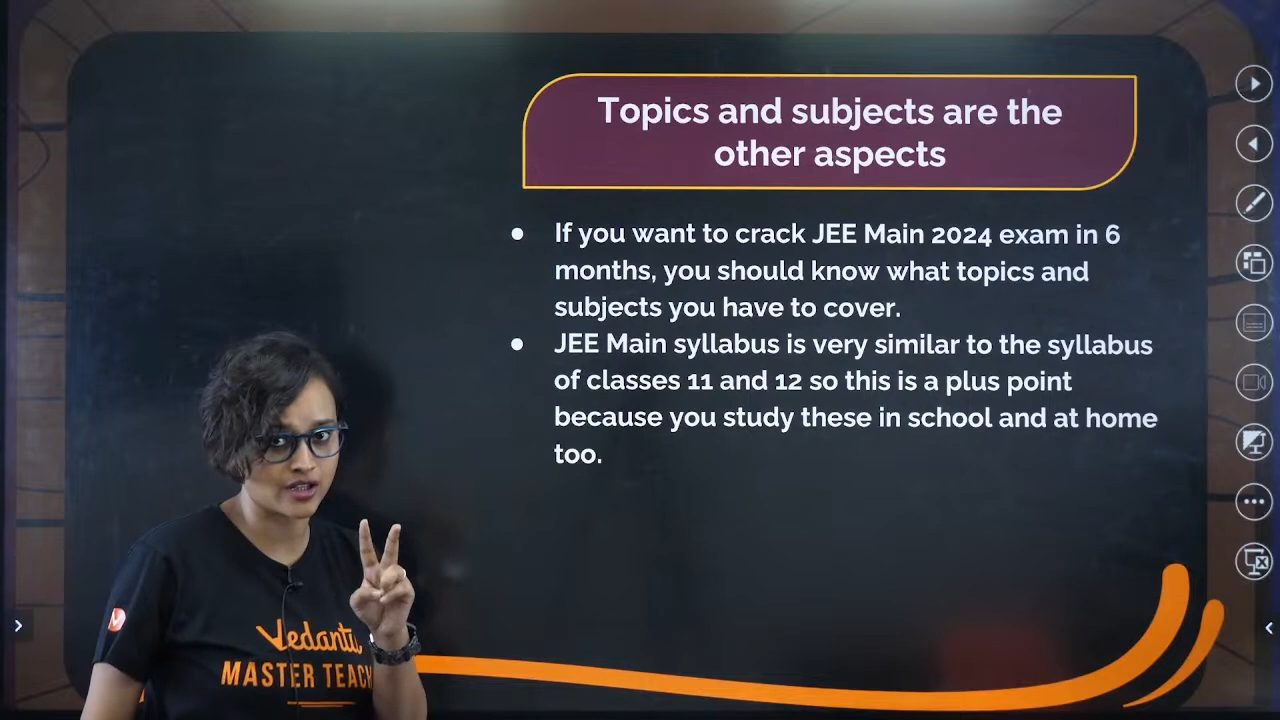 Topics and subjects are the
other aspects
● If you want to crack JEE Main 2024 exam in 6
months, you should know what topics and
subjects you have to cover.
● JEE Main syllabus is very similar to the syllabus
of classes 11 and 12 so this is a plus point
because you study these in school and at home
too.
Vedantu
MASTER TEACH